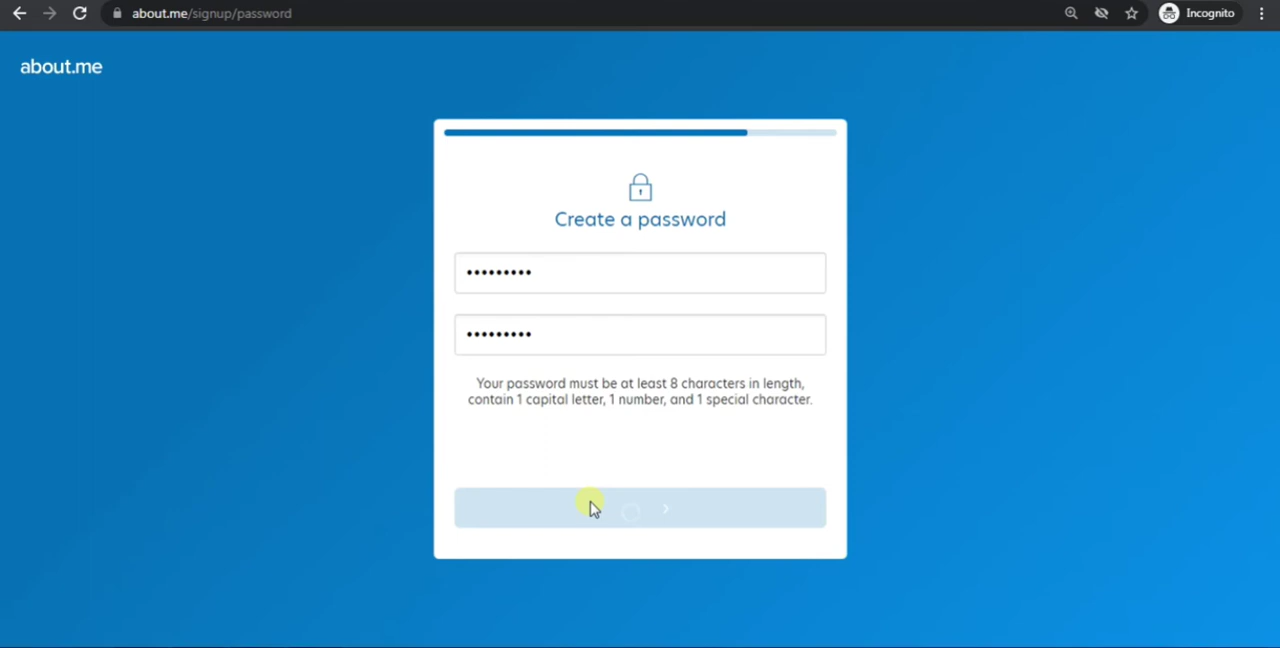 about.me/signup/password
Incognito
about.me
Create a password
•••••••••
•••••••••
Your password must be at least 8 characters in length,
contain 1 capital letter, 1 number, and 1 special character.